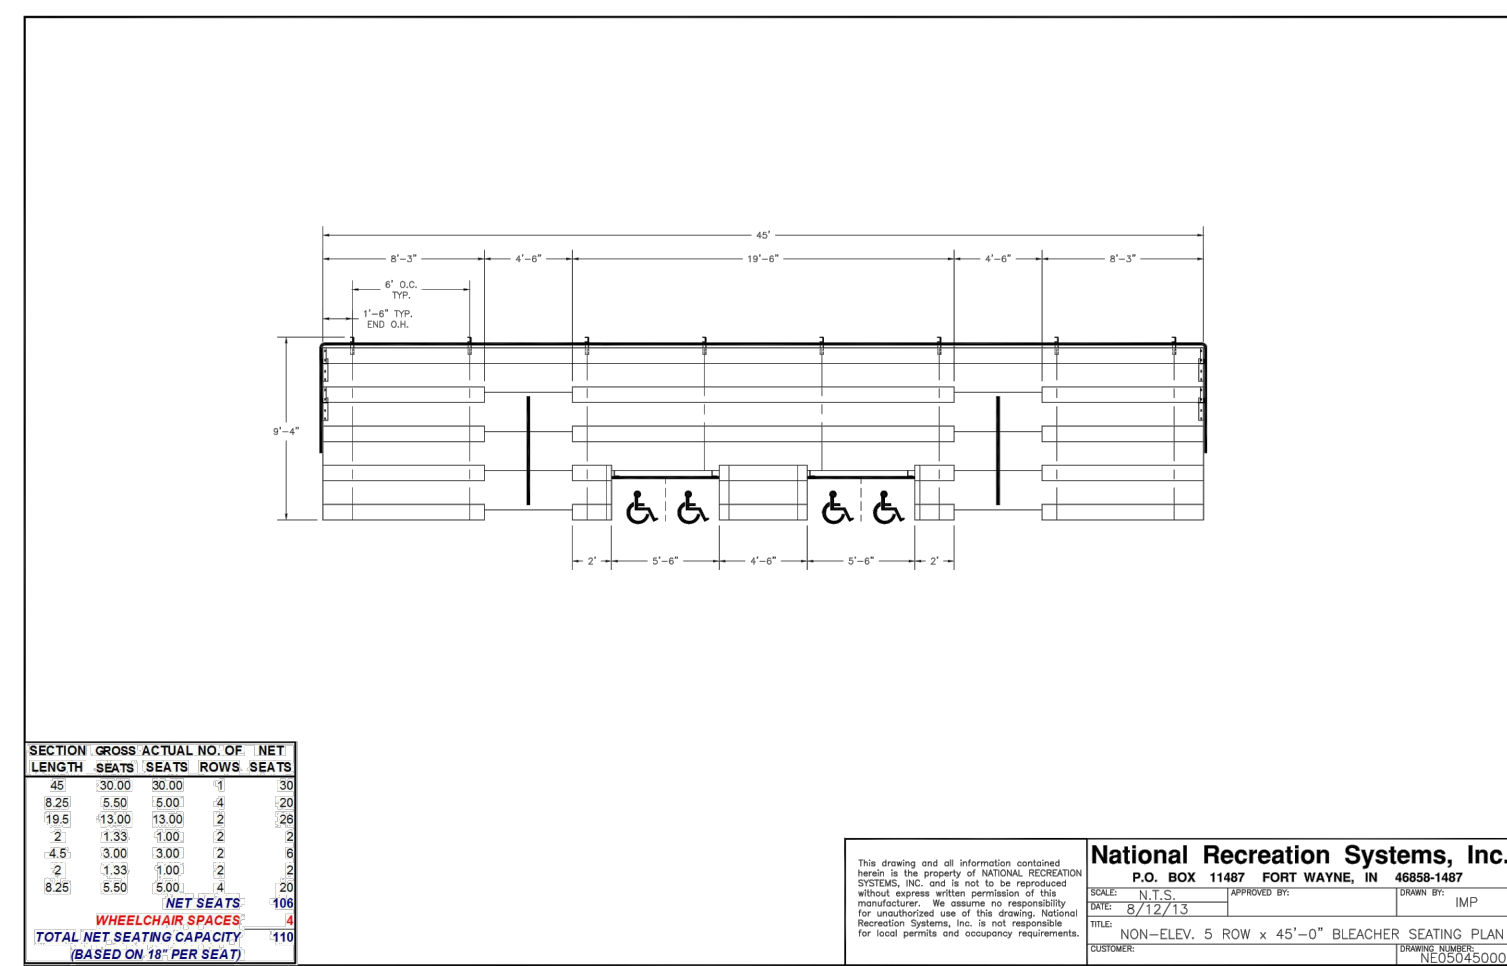 45'
8'-3" 4'-6" 19'-6" 4'-6" 8'-3"
6' O.C.
TYP.
1'-6" TYP.
END O.H.
9'-4"
2' 5'-6" 4'-6" 5'-6" 2'
SECTION GROSS ACTUAL NO. OF NET
LENGTH SEATS SEATS ROWS SEATS
45 30.00 30.00 1 30
8.25 5.50 5.00 4 20
19.5 13.00 13.00 2 26
2 1.33 1.00 2 2
4.5 3.00 3.00 2 6
2 1.33 1.00 2 2
8.25 5.50 5.00 4 20
NET SEATS 106
WHEELCHAIR SPACES 4
TOTAL NET SEATING CAPACITY 110
(BASED ON 18" PER SEAT)
This drawing and all information contained
herein is the property of NATIONAL RECREATION
SYSTEMS, INC. and is not to be reproduced
without express written permission of this
manufacturer. We assume no responsibility
for unauthorized use of this drawing. National
Recreation Systems, Inc. is not responsible
for local permits and occupancy requirements.
National Recreation Systems, Inc.
P.O. BOX 11487 FORT WAYNE, IN 46858-1487
SCALE: N.T.S. APPROVED BY: DRAWN BY: IMP
DATE: 8/12/13
TITLE:
NON-ELEV. 5 ROW x 45'-0" BLEACHER SEATING PLAN
CUSTOMER: DRAWING NUMBER:
NE05045000